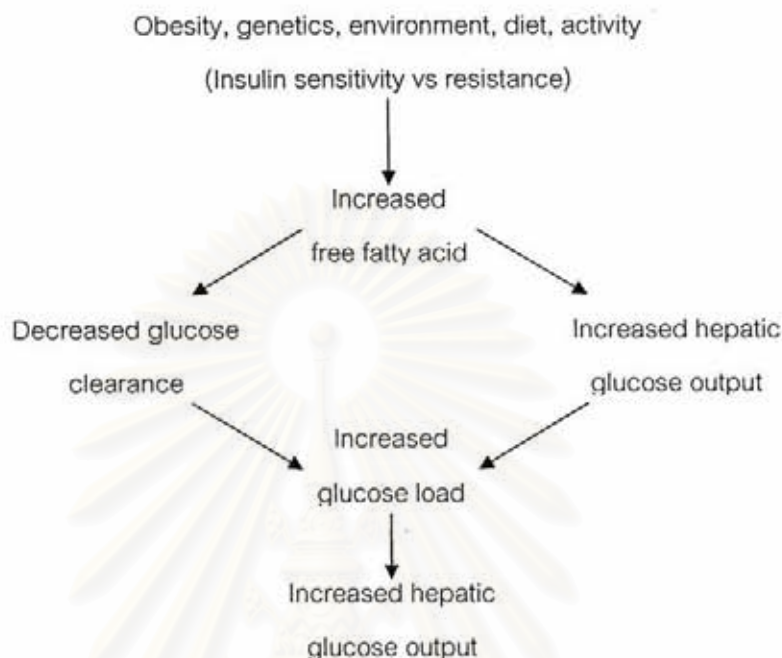 Obesity, genetics, environment, diet, activity
(Insulin sensitivity vs resistance)
Increased
free fatty acid
Decreased glucose
clearance
Increased hepatic
glucose output
Increased
glucose load
Increased hepatic
glucose output